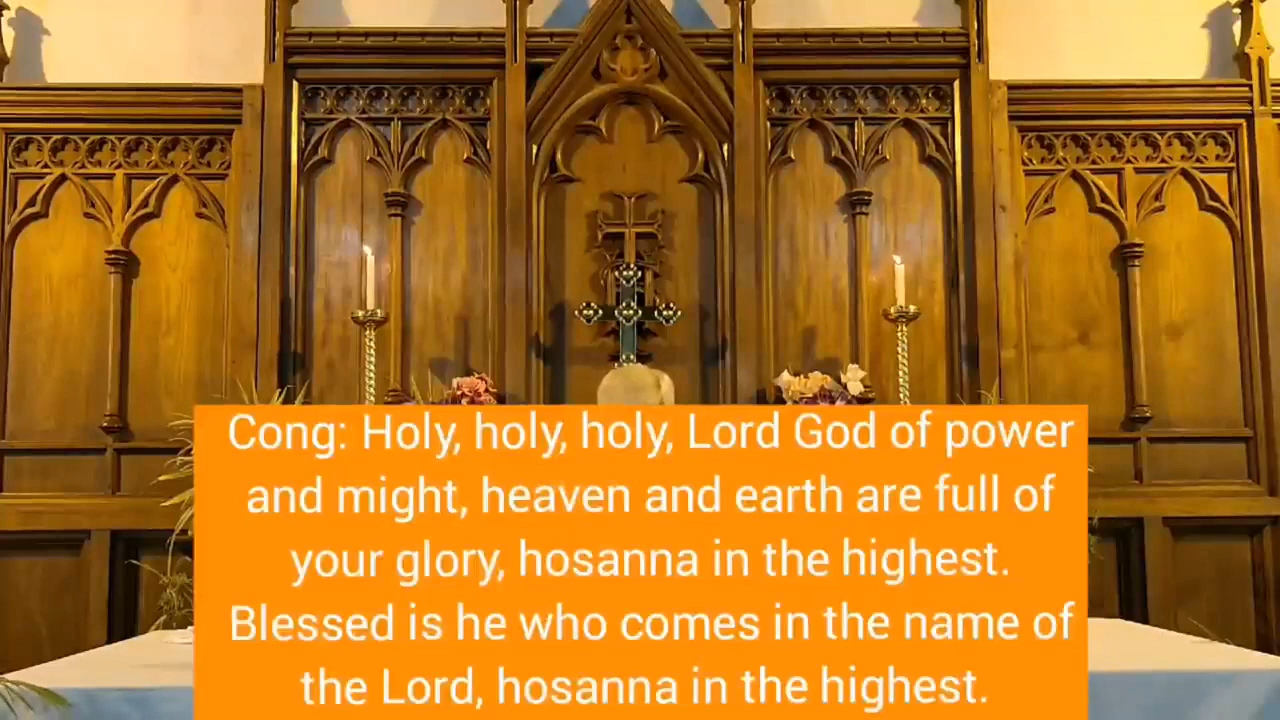 Cong: Holy, holy, holy, Lord God of power
and might, heaven and earth are full of
your glory, hosanna in the highest.
Blessed is he who comes in the name of
the Lord, hosanna in the highest.